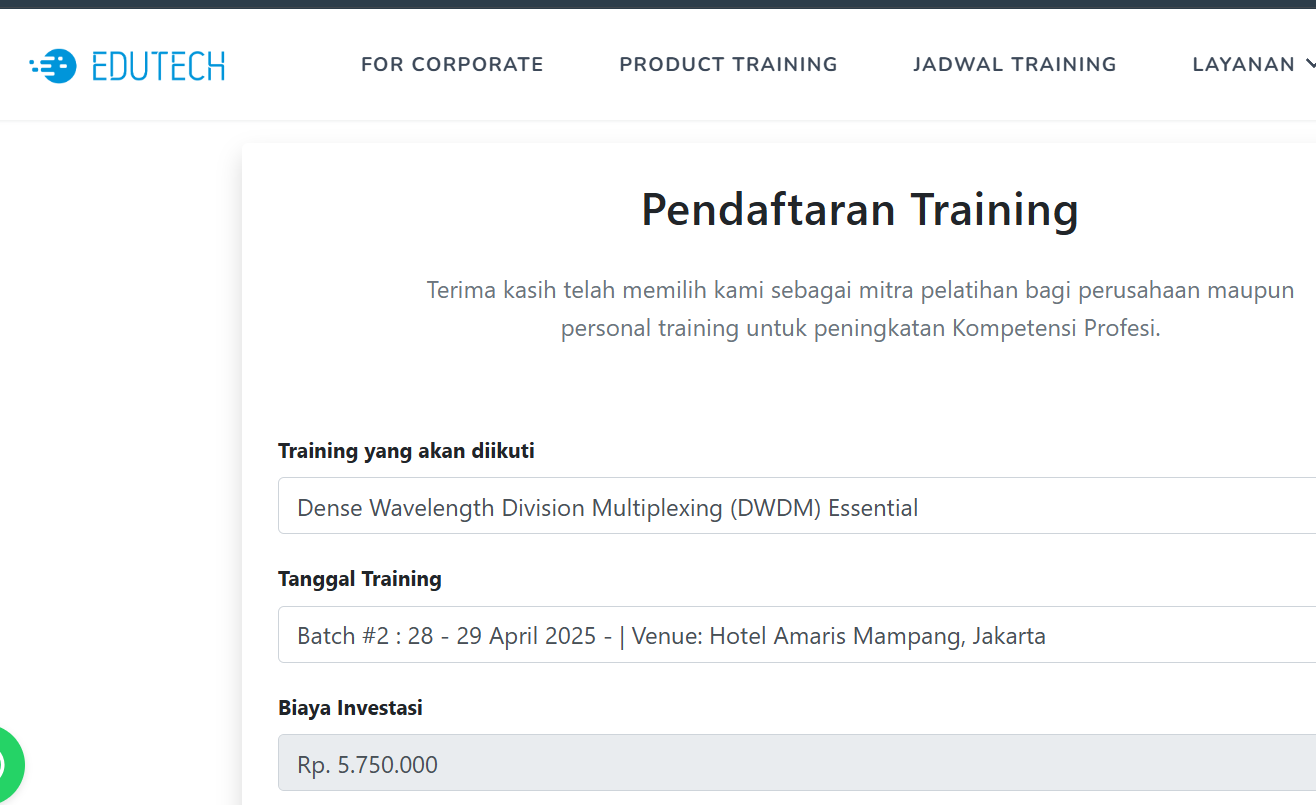 EDUTECH
FOR CORPORATE
PRODUCT TRAINING
JADWAL TRAINING
LAYANAN
Pendaftaran Training
Terima kasih telah memilih kami sebagai mitra pelatihan bagi perusahaan maupun
personal training untuk peningkatan Kompetensi Profesi.
Training yang akan diikuti
Dense Wavelength Division Multiplexing (DWDM) Essential
Tanggal Training
Batch #2 : 28 - 29 April 2025 - | Venue: Hotel Amaris Mampang, Jakarta
Biaya Investasi
Rp. 5.750.000